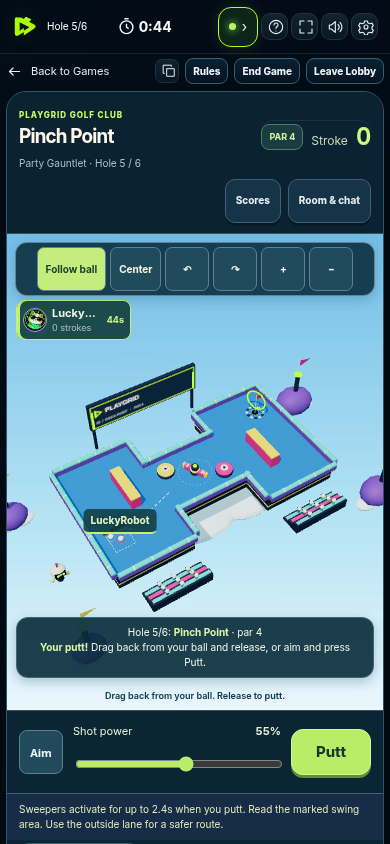 Hole 5/6
0:44
›
Back to Games
Rules
End Game
Leave Lobby
PLAYGRID GOLF CLUB
Pinch Point
PAR 4
Stroke 0
Party Gauntlet · Hole 5 / 6
Scores
Room & chat
Follow ball
Center
↶
↷
+
−
Lucky...
0 strokes
44s
PLAYGRID
LuckyRobot
Hole 5/6: Pinch Point · par 4
Your putt! Drag back from your ball and release, or aim and press
Putt.
Drag back from your ball. Release to putt.
Aim
Shot power
55%
Putt
Sweepers activate for up to 2.4s when you putt. Read the marked swing
area. Use the outside lane for a safer route.